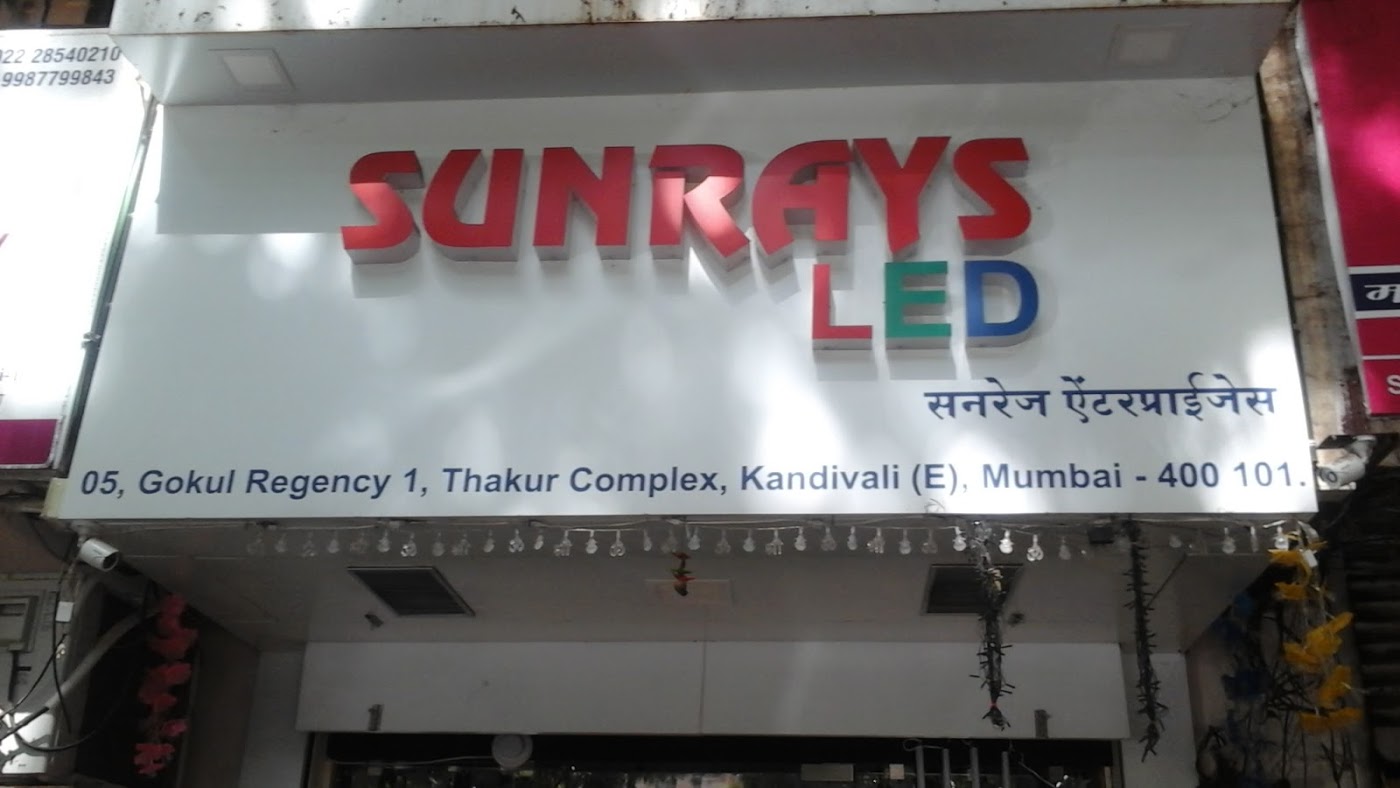 022 28540210
9987799843
SUNRAYS
LED
सनरेज ऐंटरप्राईजेस
05, Gokul Regency 1, Thakur Complex, Kandivali (E), Mumbai - 400 101.